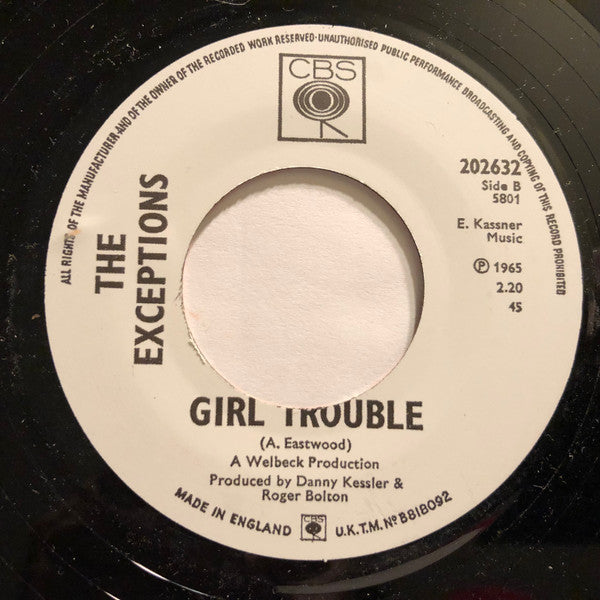 ALL RIGHTS OF THE MANUFACTURER·AND OF THE OWNER OF THE RECORDED WORK RESERVED·UNAUTHORISED PUBLIC PERFORMANCE BROADCASTING AND COPYING OF THIS RECORD PROHIBITED
CBS
THE
EXCEPTIONS
202632
Side B
5801
E. Kassner
Music
Ⓟ 1965
2.20
45
GIRL TROUBLE
(A. Eastwood)
A Welbeck Production
Produced by Danny Kessler &
Roger Bolton
MADE IN ENGLAND CBS U.K.T.M. Nº B818092